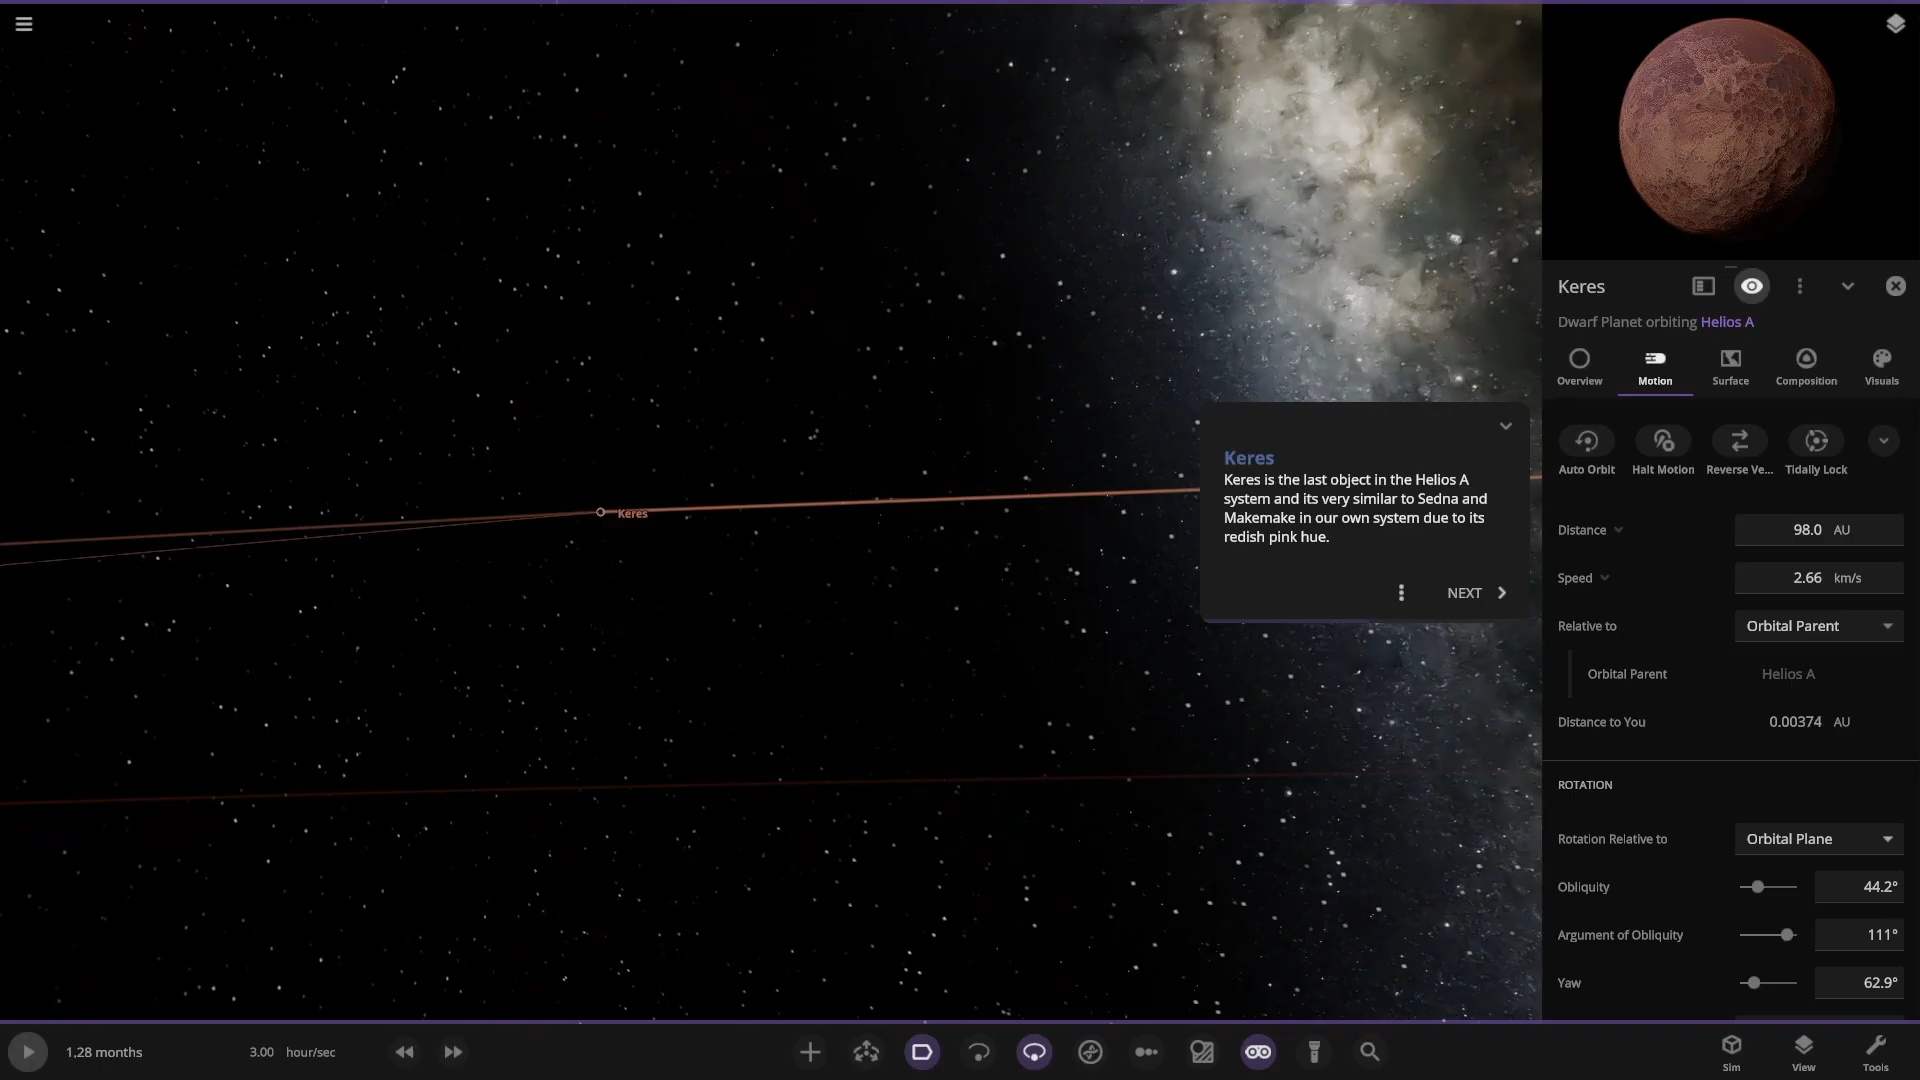 Keres
Dwarf Planet orbiting Helios A
Overview
Motion
Surface
Composition
Visuals
Auto Orbit
Halt Motion
Reverse Ve...
Tidally Lock
Distance 98.0 AU
Speed 2.66 km/s
Relative to Orbital Parent
Orbital Parent Helios A
Distance to You 0.00374 AU
ROTATION
Rotation Relative to Orbital Plane
Obliquity 44.2°
Argument of Obliquity 111°
Yaw 62.9°
Keres
Keres is the last object in the Helios A
system and its very similar to Sedna and
Makemake in our own system due to its
redish pink hue.
NEXT
Keres
1.28 months
3.00 hour/sec
Sim
View
Tools